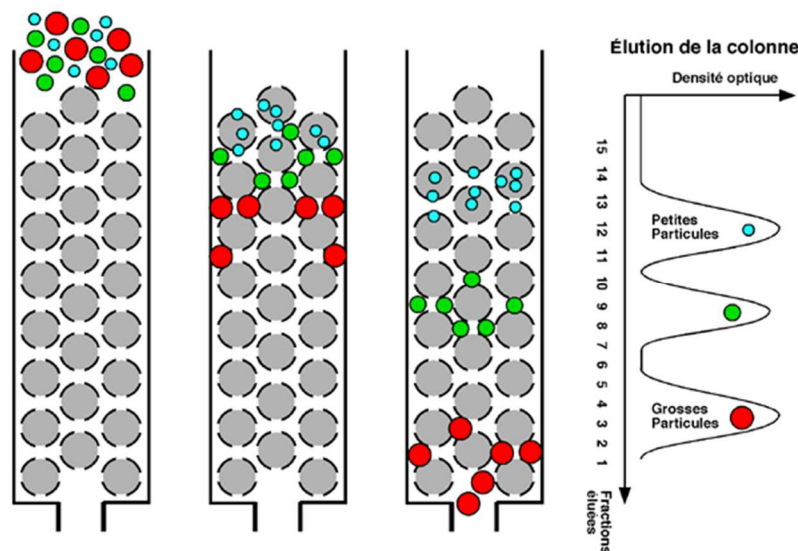 Élution de la colonne
Densité optique
15
14
13
12
11
10
9
8
7
6
5
4
3
2
1
Petites
Particules
Grosses
Particules
Fractions
éluées